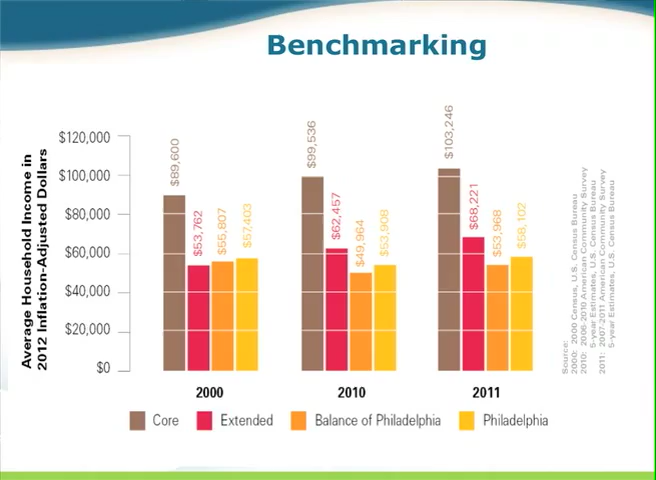 Benchmarking
Average Household Income in
2012 Inflation-Adjusted Dollars
$120,000
$100,000
$80,000
$60,000
$40,000
$20,000
$0
$89,600
$53,762
$55,807
$57,403
$99,536
$62,457
$49,964
$53,908
$103,246
$68,221
$53,968
$58,102
2000
2010
2011
Core
Extended
Balance of Philadelphia
Philadelphia
Source:
2000: 2000 Census, U.S. Census Bureau
2010: 2006-2010 American Community Survey
5-year Estimates, U.S. Census Bureau
2011: 2007-2011 American Community Survey
5-year Estimates, U.S. Census Bureau